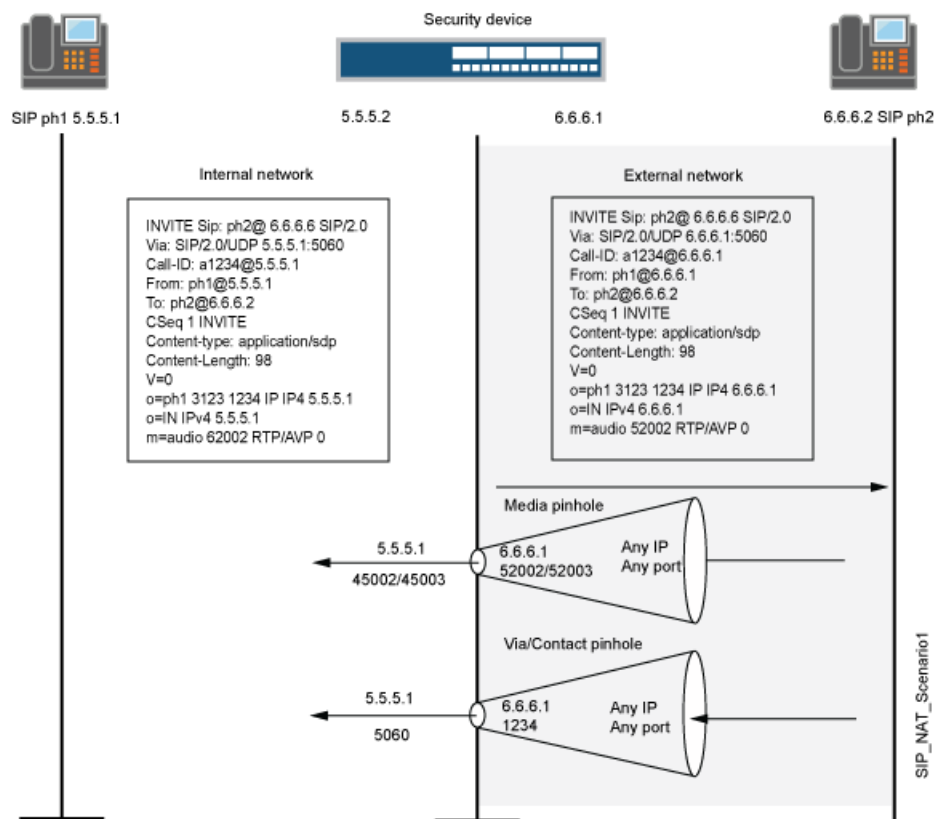 Security device
SIP ph1 5.5.5.1
5.5.5.2
6.6.6.1
6.6.6.2 SIP ph2
Internal network
INVITE Sip: ph2@ 6.6.6.6 SIP/2.0
Via: SIP/2.0/UDP 5.5.5.1:5060
Call-ID: a1234@5.5.5.1
From: ph1@5.5.5.1
To: ph2@6.6.6.2
CSeq 1 INVITE
Content-type: application/sdp
Content-Length: 98
V=0
o=ph1 3123 1234 IP IP4 5.5.5.1
o=IN IPv4 5.5.5.1
m=audio 62002 RTP/AVP 0
External network
INVITE Sip: ph2@ 6.6.6.6 SIP/2.0
Via: SIP/2.0/UDP 6.6.6.1:5060
Call-ID: a1234@6.6.6.1
From: ph1@6.6.6.1
To: ph2@6.6.6.2
CSeq 1 INVITE
Content-type: application/sdp
Content-Length: 98
V=0
o=ph1 3123 1234 IP IP4 6.6.6.1
o=IN IPv4 6.6.6.1
m=audio 52002 RTP/AVP 0
Media pinhole
5.5.5.1
45002/45003
6.6.6.1
52002/52003
Any IP
Any port
Via/Contact pinhole
5.5.5.1
5060
6.6.6.1
1234
Any IP
Any port
SIP_NAT_Scenario1